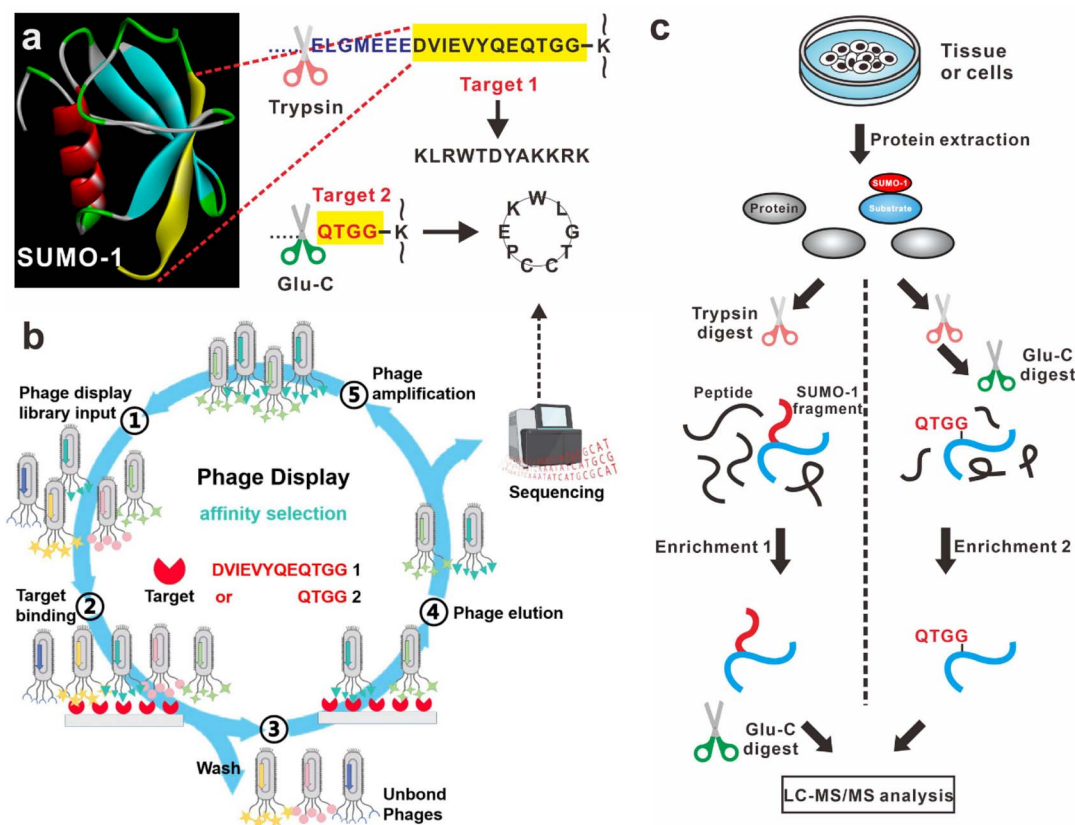 a
SUMO-1
......ELGMEEEDVIEVYQEQTGG–K
Trypsin
Target 1
KLRWTDYAKKRK
Target 2
......QTGG–K
Glu-C
K W L G T C C P E
b
Phage display
library input
①
Phage
amplification
⑤
Phage Display
affinity selection
Target
DVIEVYQEQTGG 1
or QTGG 2
Target
binding
②
④
Phage elution
③
Wash
Unbond
Phages
Sequencing
c
Tissue
or cells
Protein extraction
SUMO-1
Protein
Substrate
Trypsin
digest
Glu-C
digest
Peptide
SUMO-1
fragment
QTGG
Enrichment 1
Enrichment 2
QTGG
Glu-C
digest
LC-MS/MS analysis